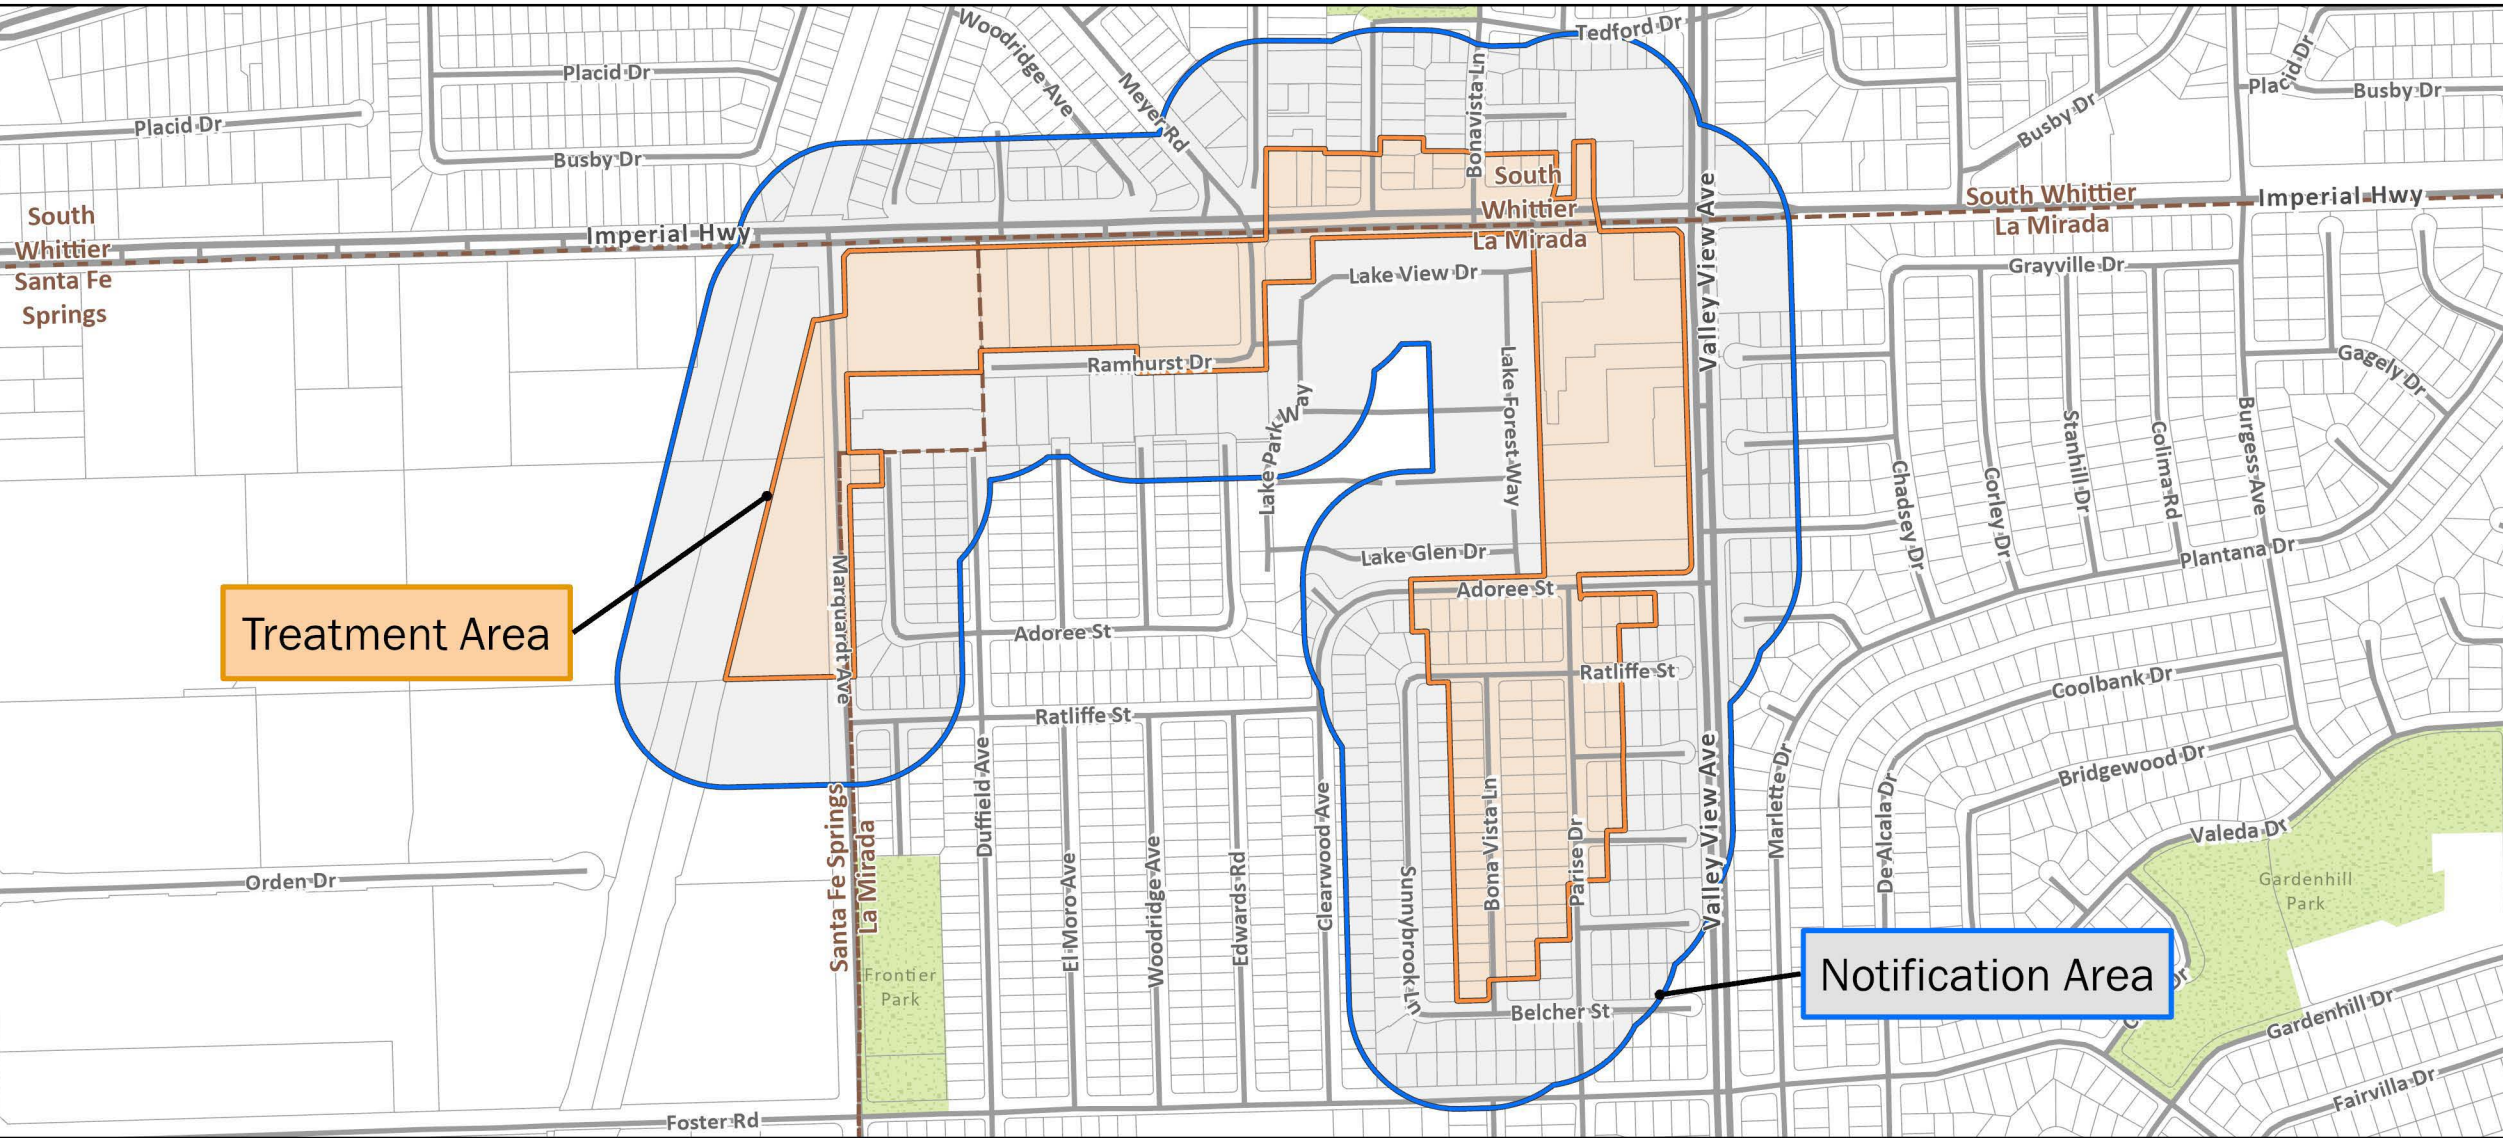 Tedford Dr
Woodridge Ave
Meyer Rd
Bonavista Ln
Placid Dr
Placid Dr
Busby Dr
Placid Dr
Busby Dr
Busby Dr
South
Whittier
Santa Fe
Springs
Imperial Hwy
South
Whittier
La Mirada
Valley View Ave
South Whittier
La Mirada
Imperial Hwy
Lake View Dr
Grayville Dr
Ramhurst Dr
Lake Park Way
Lake Forest Way
Gagely Dr
Chadsey Dr
Corley Dr
Stanhill Dr
Colima Rd
Burgess Ave
Plantana Dr
Lake Glen Dr
Adoree St
Marquardt Ave
Treatment Area
Adoree St
Ratliffe St
Ratliffe St
Coolbank Dr
Bridgewood Dr
Valeda Dr
Santa Fe Springs
La Mirada
Duffield Ave
El Moro Ave
Woodridge Ave
Edwards Rd
Clearwood Ave
Sunnybrook Ln
Bona Vista Ln
Parise Dr
Valley View Ave
Marlette Dr
De Alcala Dr
Gardenhill
Park
Orden Dr
Frontier
Park
Notification Area
Belcher St
Gardenhill Dr
Fairvilla Dr
Foster Rd